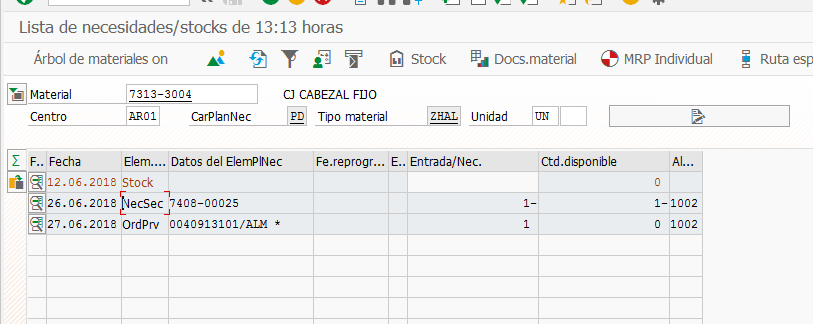 Lista de necesidades/stocks de 13:13 horas
Árbol de materiales on Stock Docs.material MRP Individual Ruta esp
Material 7313-3004 CJ CABEZAL FIJO
Centro AR01 CarPlanNec PD Tipo material ZHAL Unidad UN
Σ F.. Fecha Elem.... Datos del ElemPlNec Fe.reprogr... E.. Entrada/Nec. Ctd.disponible Al...
12.06.2018 Stock 0
26.06.2018 NecSec 7408-00025 1- 1- 1002
27.06.2018 OrdPrv 0040913101/ALM * 1 0 1002